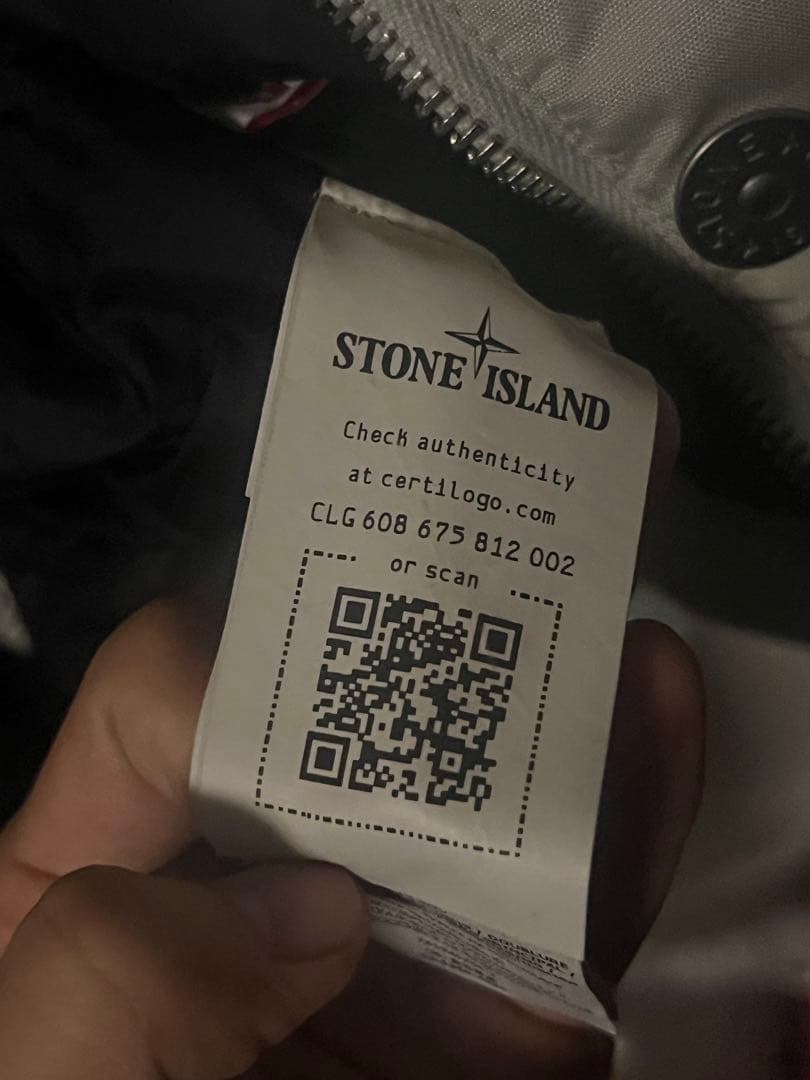 STONE ISLAND
Check authenticity
at certilogo.com
CLG 608 675 812 002
or scan